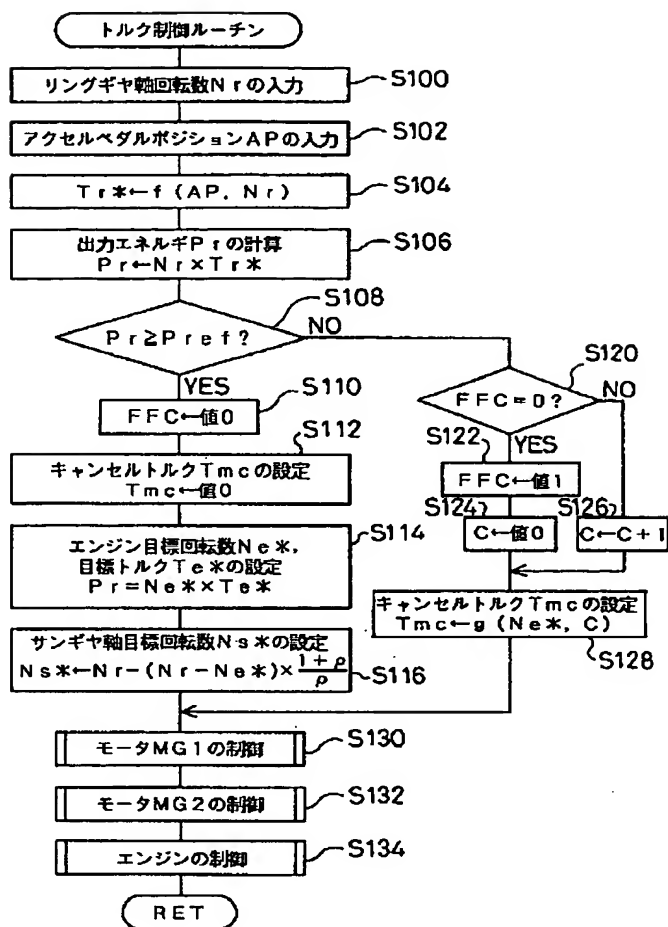 トルク制御ルーチン
リングギヤ軸回転数Nrの入力
S100
アクセルペダルポジションAPの入力
S102
Tr*←f(AP, Nr)
S104
出力エネルギPrの計算
Pr←Nr×Tr*
S106
Pr≧Pref?
S108
NO
YES
FFC←値0
S110
キャンセルトルクTmcの設定
Tmc←値0
S112
エンジン目標回転数Ne*,
目標トルクTe*の設定
Pr=Ne*×Te*
S114
サンギヤ軸目標回転数Ns*の設定
Ns*←Nr-(Nr-Ne*)×(1+ρ)/ρ
S116
FFC=0?
S120
NO
YES
S122
FFC←値1
S124
C←値0
S126
C←C+1
キャンセルトルクTmcの設定
Tmc←g(Ne*, C)
S128
モータMG1の制御
S130
モータMG2の制御
S132
エンジンの制御
S134
RET